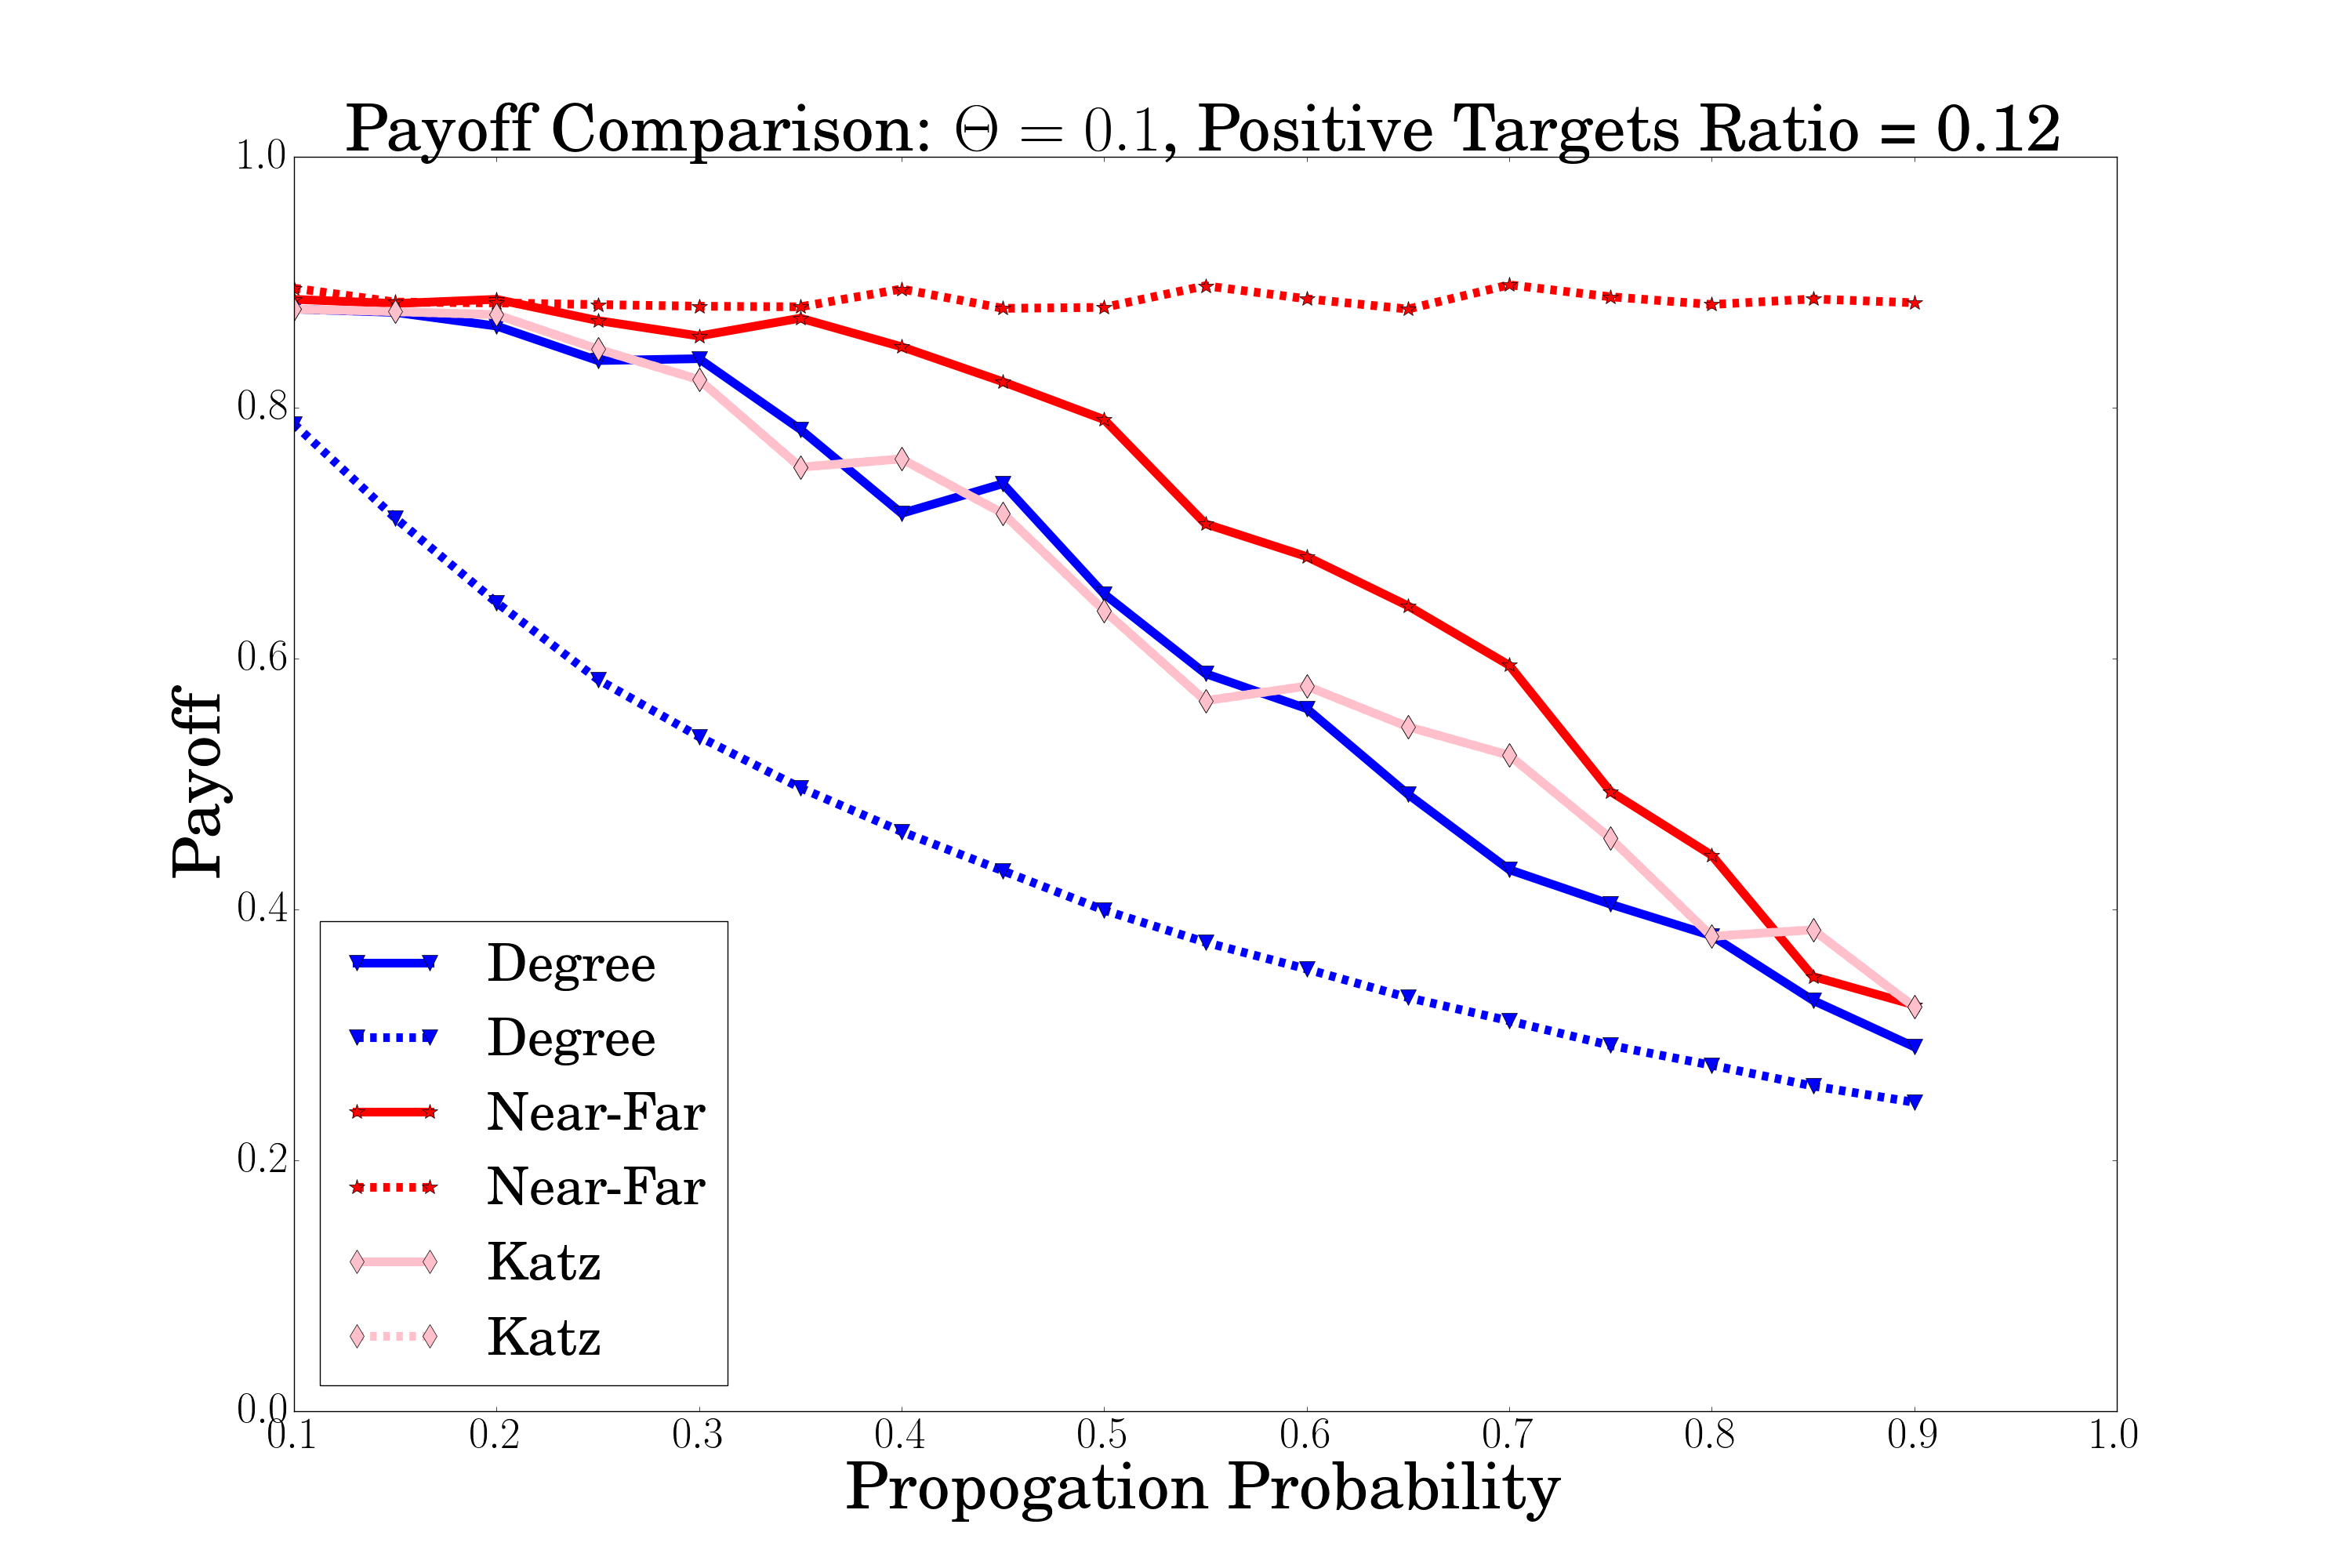 Payoff Comparison: Θ = 0.1, Positive Targets Ratio = 0.12
1.0
0.8
0.6
0.4
0.2
0.0
Payoff
Degree
Degree
Near-Far
Near-Far
Katz
Katz
0.1 0.2 0.3 0.4 0.5 0.6 0.7 0.8 0.9 1.0
Propogation Probability